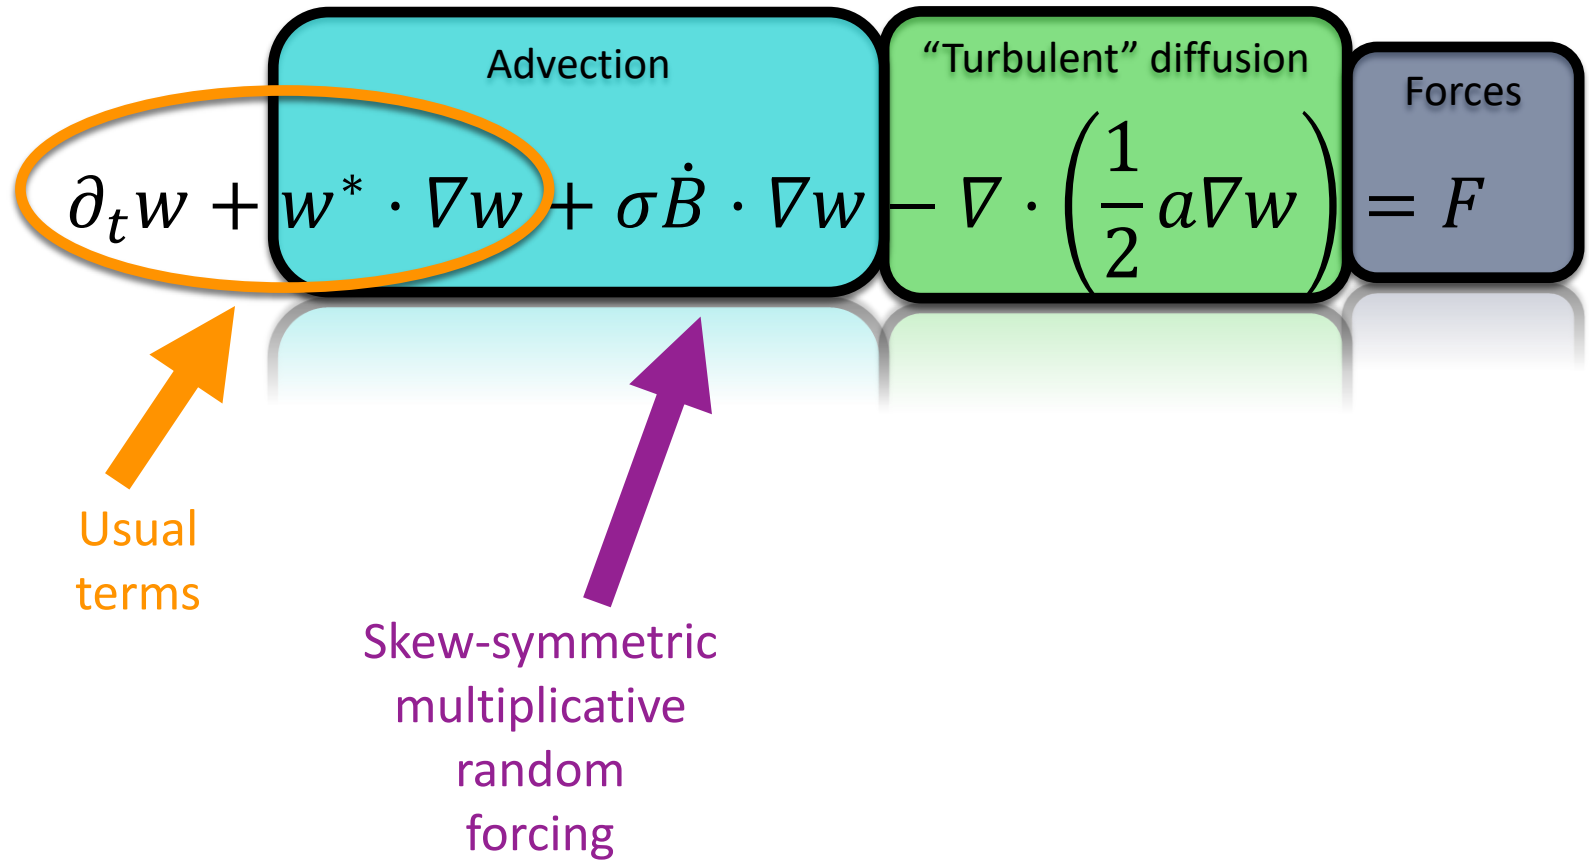 Advection
“Turbulent” diffusion
Forces
∂ₜw + w* · ∇w + σḂ · ∇w − ∇ · (1/2 a∇w) = F
Usual
terms
Skew-symmetric
multiplicative
random
forcing